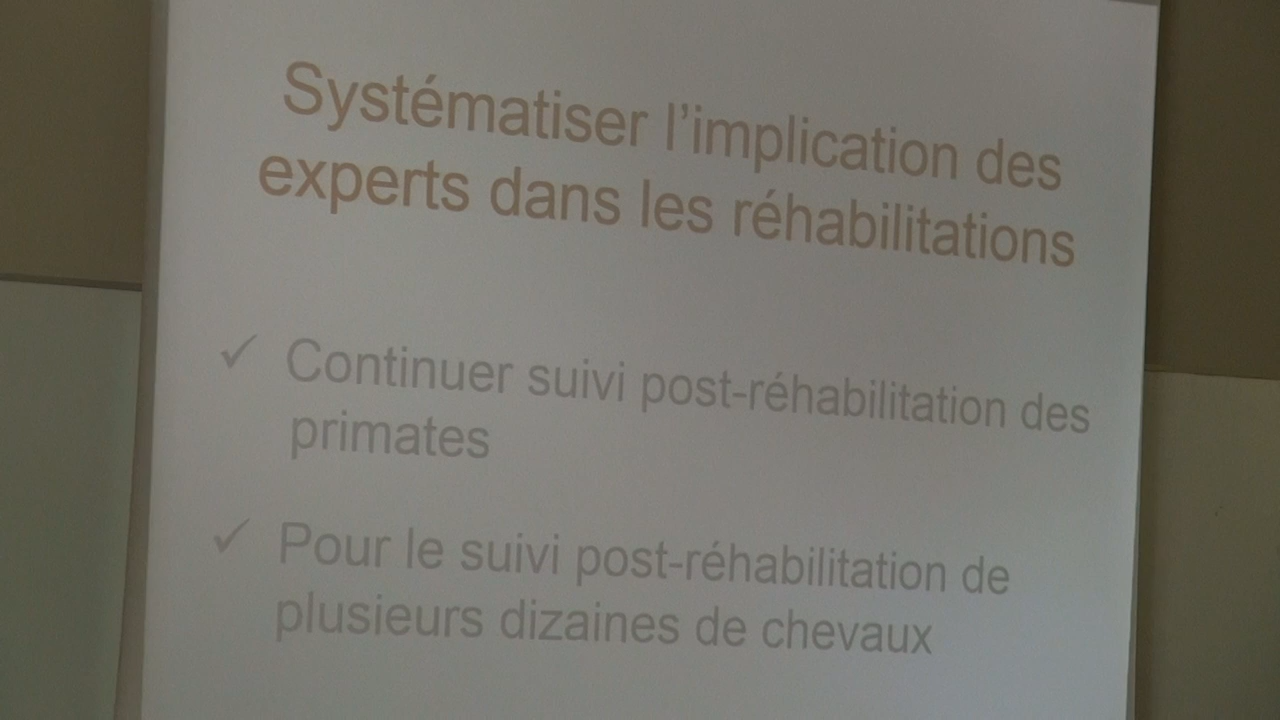 Systématiser l'implication des
experts dans les réhabilitations
✓ Continuer suivi post-réhabilitation des
primates
✓ Pour le suivi post-réhabilitation de
plusieurs dizaines de chevaux